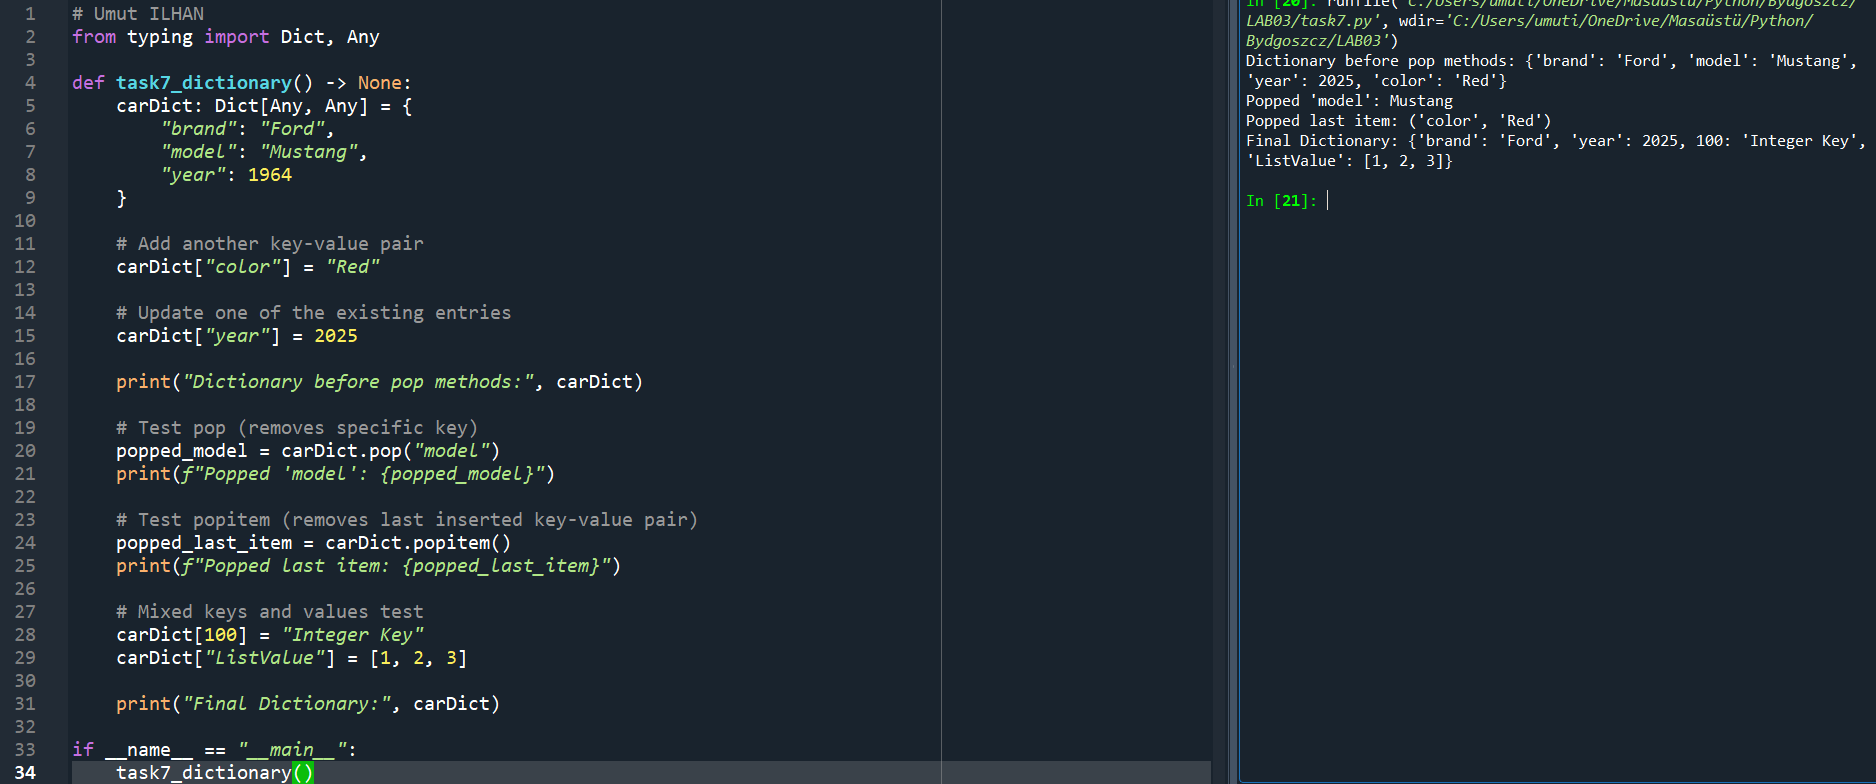 1 # Umut ILHAN
2 from typing import Dict, Any
3
4 def task7_dictionary() -> None:
5     carDict: Dict[Any, Any] = {
6         "brand": "Ford",
7         "model": "Mustang",
8         "year": 1964
9     }
10
11     # Add another key-value pair
12     carDict["color"] = "Red"
13
14     # Update one of the existing entries
15     carDict["year"] = 2025
16
17     print("Dictionary before pop methods:", carDict)
18
19     # Test pop (removes specific key)
20     popped_model = carDict.pop("model")
21     print(f"Popped 'model': {popped_model}")
22
23     # Test popitem (removes last inserted key-value pair)
24     popped_last_item = carDict.popitem()
25     print(f"Popped last item: {popped_last_item}")
26
27     # Mixed keys and values test
28     carDict[100] = "Integer Key"
29     carDict["ListValue"] = [1, 2, 3]
30
31     print("Final Dictionary:", carDict)
32
33 if __name__ == "__main__":
34     task7_dictionary()
In [20]: runfile('C:/Users/umuti/OneDrive/Masaüstü/Python/Bydgoszcz/
LAB03/task7.py', wdir='C:/Users/umuti/OneDrive/Masaüstü/Python/
Bydgoszcz/LAB03')
Dictionary before pop methods: {'brand': 'Ford', 'model': 'Mustang',
'year': 2025, 'color': 'Red'}
Popped 'model': Mustang
Popped last item: ('color', 'Red')
Final Dictionary: {'brand': 'Ford', 'year': 2025, 100: 'Integer Key',
'ListValue': [1, 2, 3]}
In [21]: